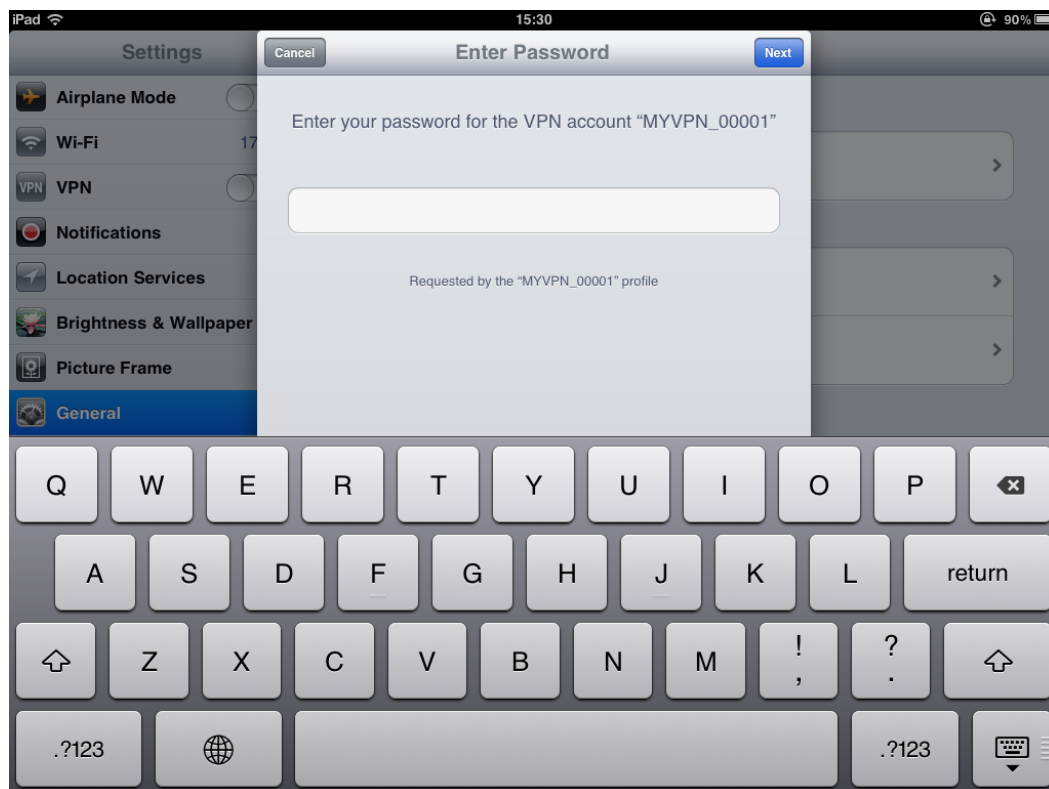 iPad 15:30 90%
Settings
Cancel Enter Password Next
Airplane Mode
Enter your password for the VPN account “MYVPN_00001”
Wi-Fi 17
VPN VPN
Notifications
Location Services
Requested by the “MYVPN_00001” profile
Brightness & Wallpaper
Picture Frame
General
Q W E R T Y U I O P
A S D F G H J K L return
Z X C V B N M ! , ? .
.?123 .?123